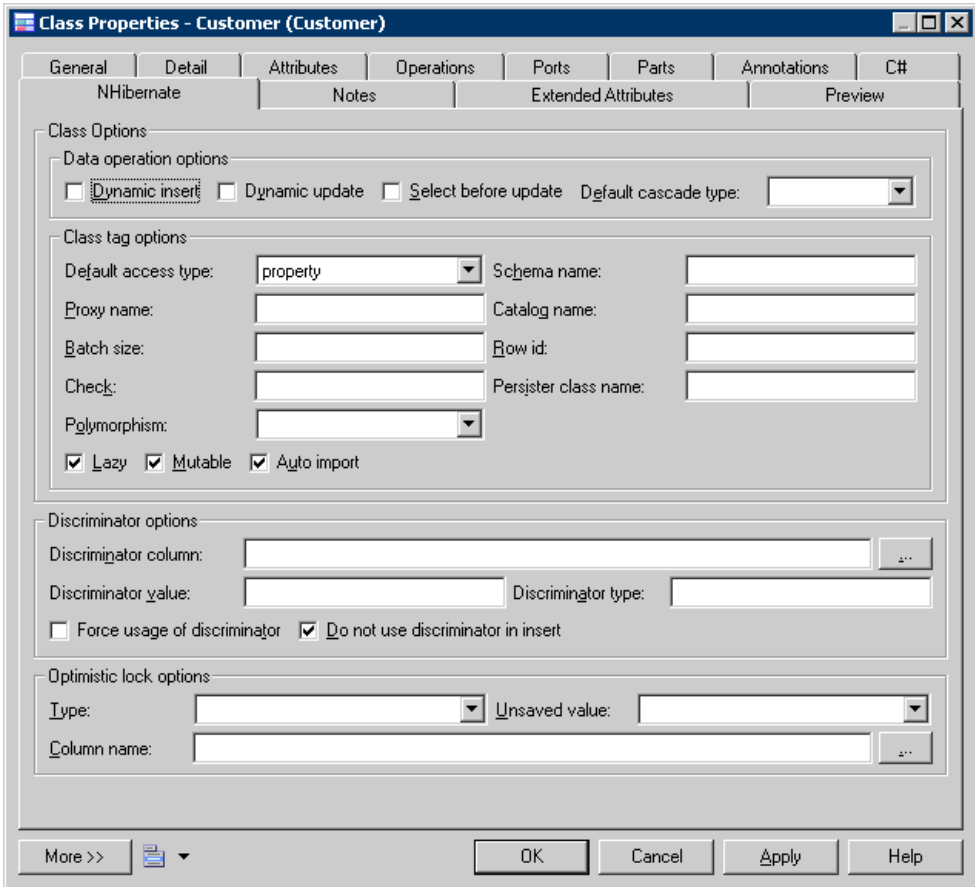 Class Properties - Customer (Customer)
General Detail Attributes Operations Ports Parts Annotations C#
NHibernate Notes Extended Attributes Preview
Class Options
Data operation options
Dynamic insert Dynamic update Select before update Default cascade type:
Class tag options
Default access type: property Schema name:
Proxy name: Catalog name:
Batch size: Row id:
Check: Persister class name:
Polymorphism:
Lazy Mutable Auto import
Discriminator options
Discriminator column: ...
Discriminator value: Discriminator type:
Force usage of discriminator Do not use discriminator in insert
Optimistic lock options
Type: Unsaved value:
Column name: ...
More >> OK Cancel Apply Help